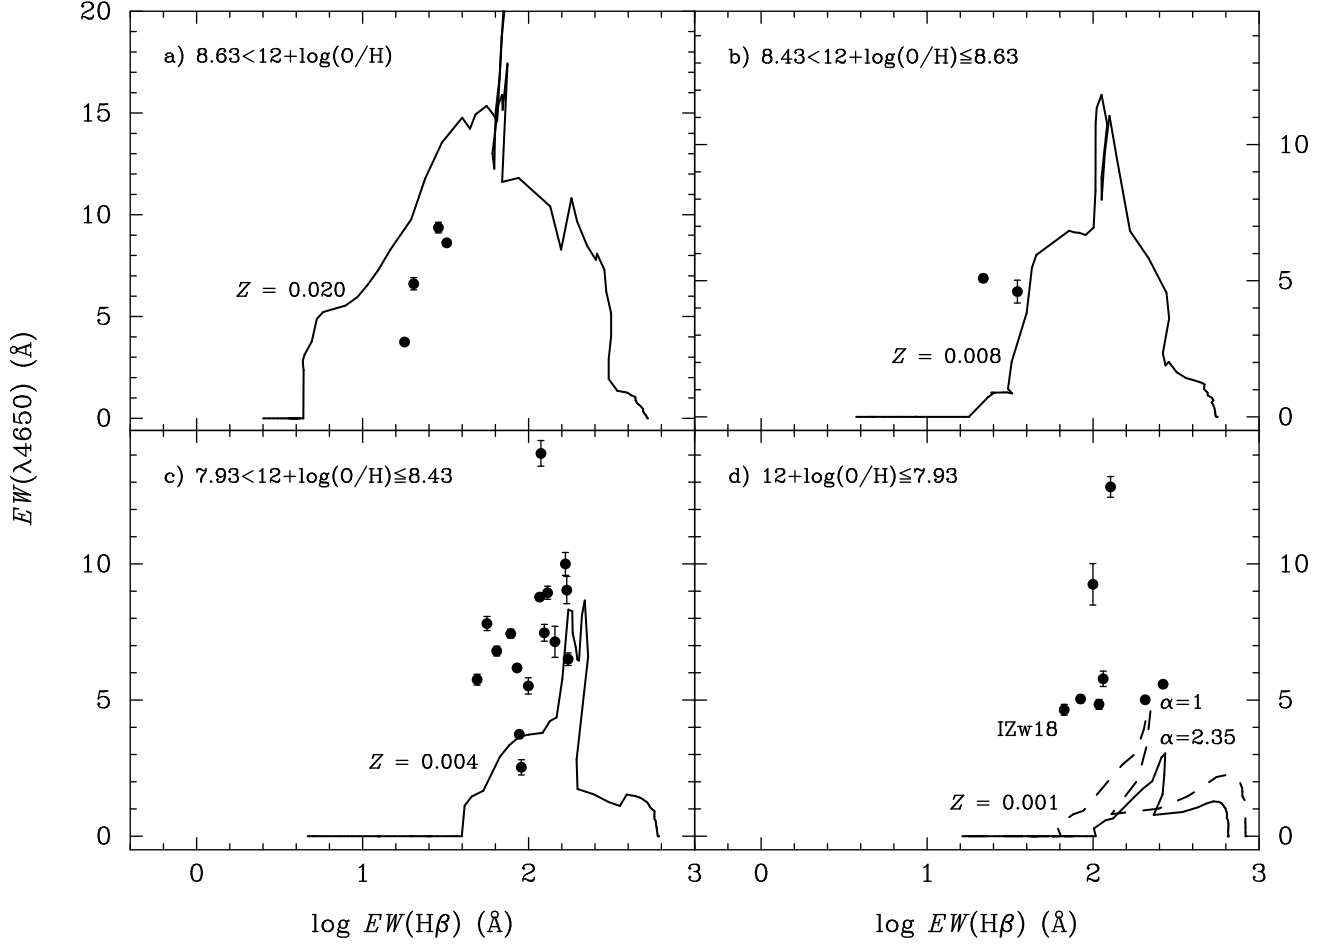 20
a) 8.63<12+log(O/H)
b) 8.43<12+log(O/H)≦8.63
15
10
10
Z = 0.020
5
5
Z = 0.008
0
0
EW(λ4650) (Å)
c) 7.93<12+log(O/H)≦8.43
d) 12+log(O/H)≦7.93
10
10
5
5
α=1
IZw18
α=2.35
Z = 0.004
Z = 0.001
0
0
0 1 2 3
0 1 2 3
log EW(Hβ) (Å)
log EW(Hβ) (Å)